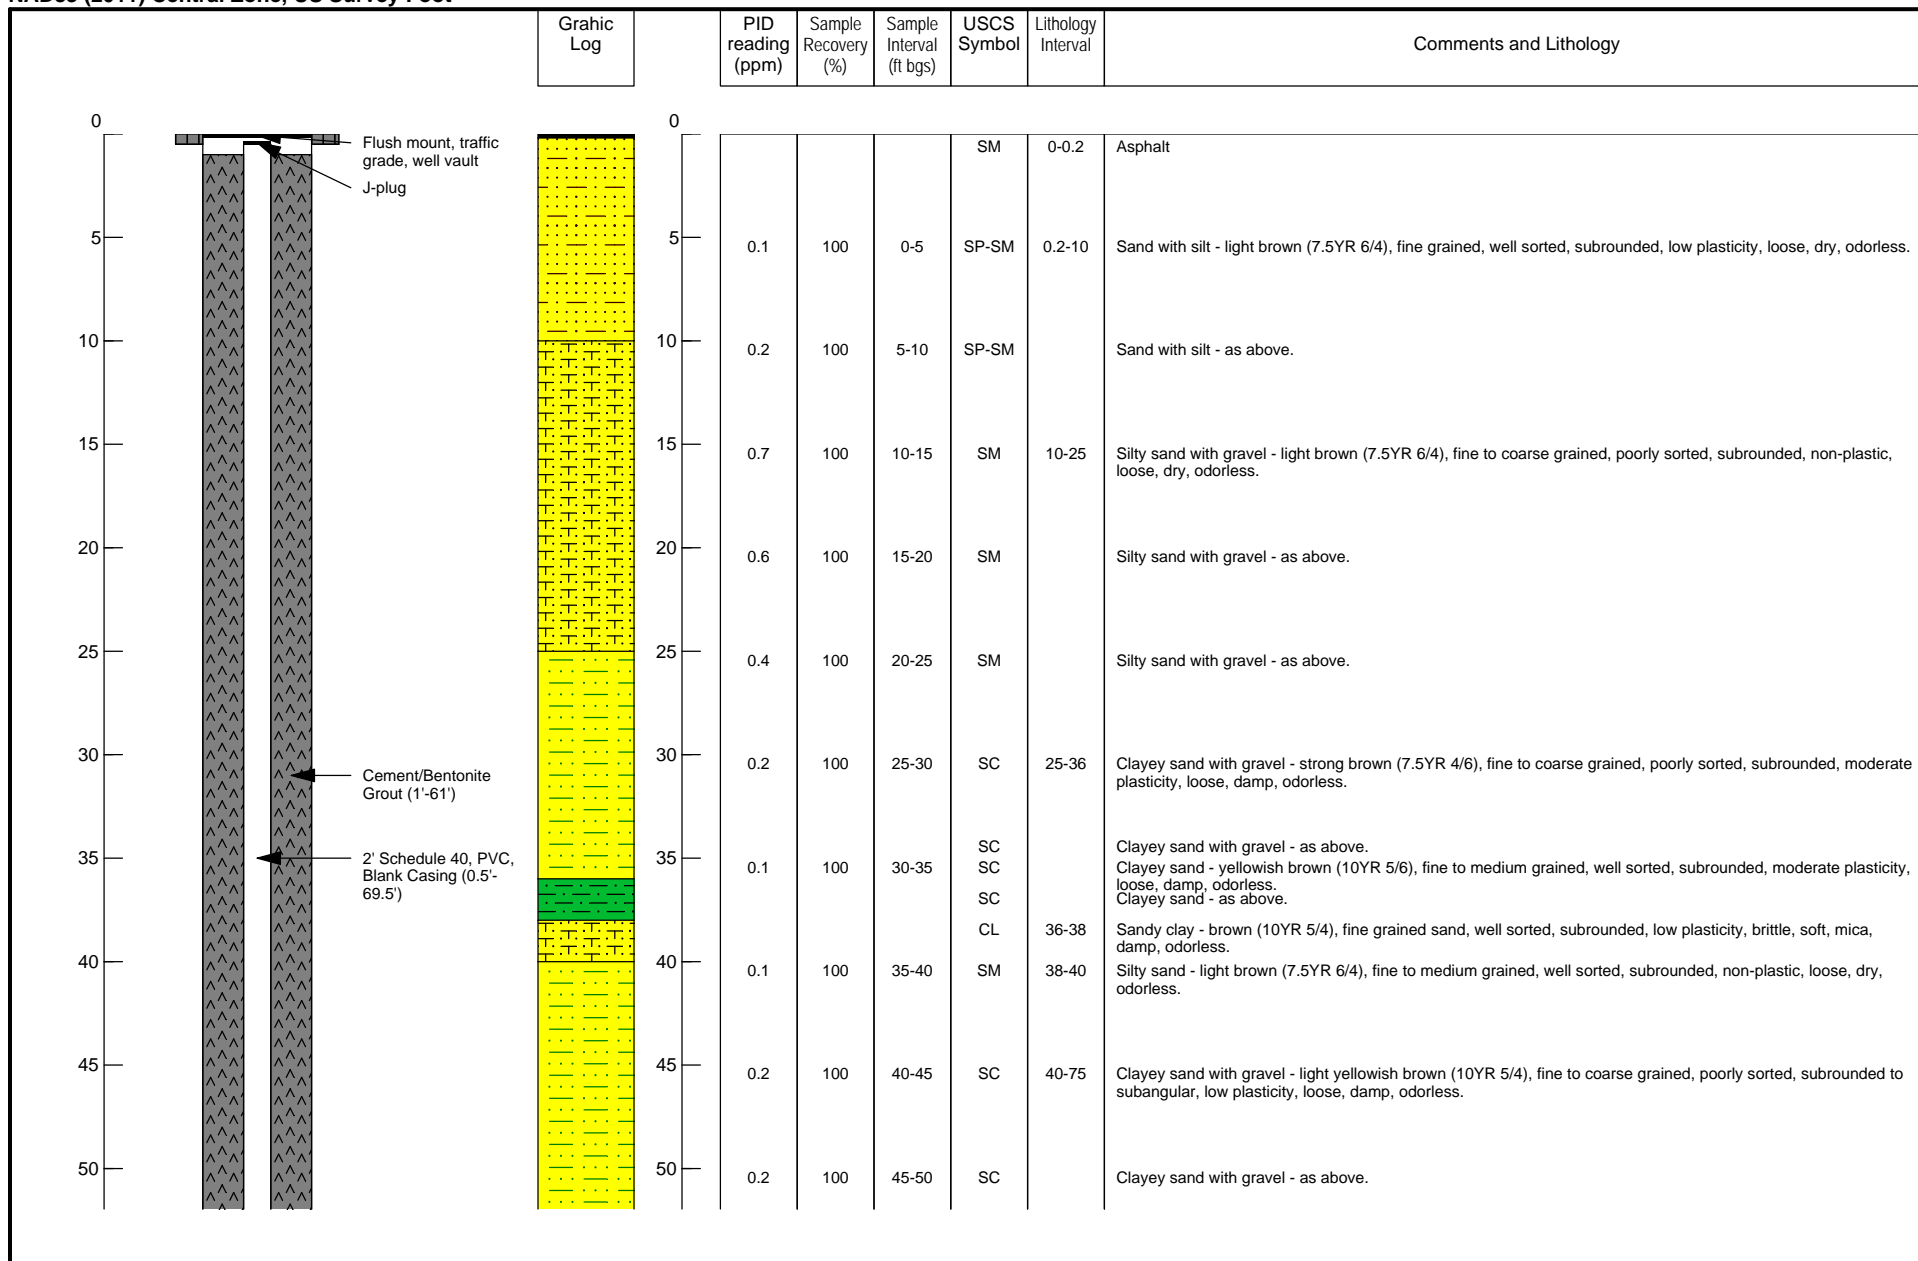 Grahic
Log
PID
reading
(ppm)
Sample
Recovery
(%)
Sample
Interval
(ft bgs)
USCS
Symbol
Lithology
Interval
Comments and Lithology
0
0
Flush mount, traffic
grade, well vault
J-plug
SM 0-0.2 Asphalt
5
5
0.1 100 0-5 SP-SM 0.2-10 Sand with silt - light brown (7.5YR 6/4), fine grained, well sorted, subrounded, low plasticity, loose, dry, odorless.
10
10
0.2 100 5-10 SP-SM Sand with silt - as above.
15
15
0.7 100 10-15 SM 10-25 Silty sand with gravel - light brown (7.5YR 6/4), fine to coarse grained, poorly sorted, subrounded, non-plastic,
loose, dry, odorless.
20
20
0.6 100 15-20 SM Silty sand with gravel - as above.
25
25
0.4 100 20-25 SM Silty sand with gravel - as above.
30
30
0.2 100 25-30 SC 25-36 Clayey sand with gravel - strong brown (7.5YR 4/6), fine to coarse grained, poorly sorted, subrounded, moderate
plasticity, loose, damp, odorless.
Cement/Bentonite
Grout (1'-61')
SC Clayey sand with gravel - as above.
35
35
2' Schedule 40, PVC,
Blank Casing (0.5'-
69.5')
0.1 100 30-35 SC Clayey sand - yellowish brown (10YR 5/6), fine to medium grained, well sorted, subrounded, moderate plasticity,
loose, damp, odorless.
SC Clayey sand - as above.
CL 36-38 Sandy clay - brown (10YR 5/4), fine grained sand, well sorted, subrounded, low plasticity, brittle, soft, mica,
damp, odorless.
40
40
0.1 100 35-40 SM 38-40 Silty sand - light brown (7.5YR 6/4), fine to medium grained, well sorted, subrounded, non-plastic, loose, dry,
odorless.
45
45
0.2 100 40-45 SC 40-75 Clayey sand with gravel - light yellowish brown (10YR 5/4), fine to coarse grained, poorly sorted, subrounded to
subangular, low plasticity, loose, damp, odorless.
50
50
0.2 100 45-50 SC Clayey sand with gravel - as above.